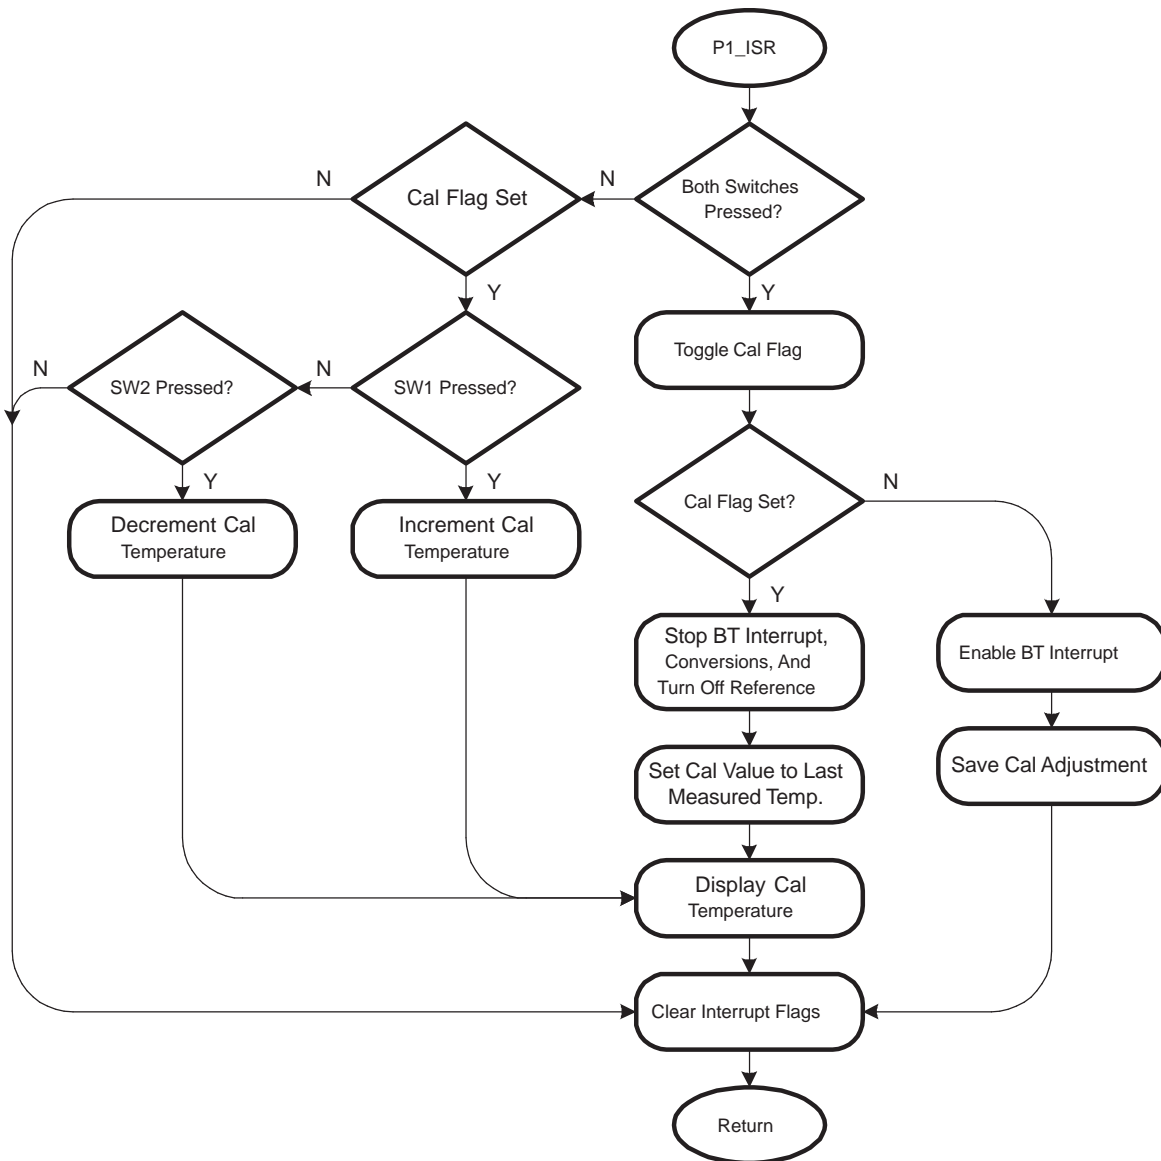 P1_ISR
N
Cal Flag Set
N
Both Switches
Pressed?
Y
Y
N
SW2 Pressed?
N
SW1 Pressed?
Toggle Cal Flag
Y
Y
Cal Flag Set?
N
Decrement Cal
Temperature
Increment Cal
Temperature
Y
Stop BT Interrupt,
Conversions, And
Turn Off Reference
Enable BT Interrupt
Set Cal Value to Last
Measured Temp.
Save Cal Adjustment
Display Cal
Temperature
Clear Interrupt Flags
Return